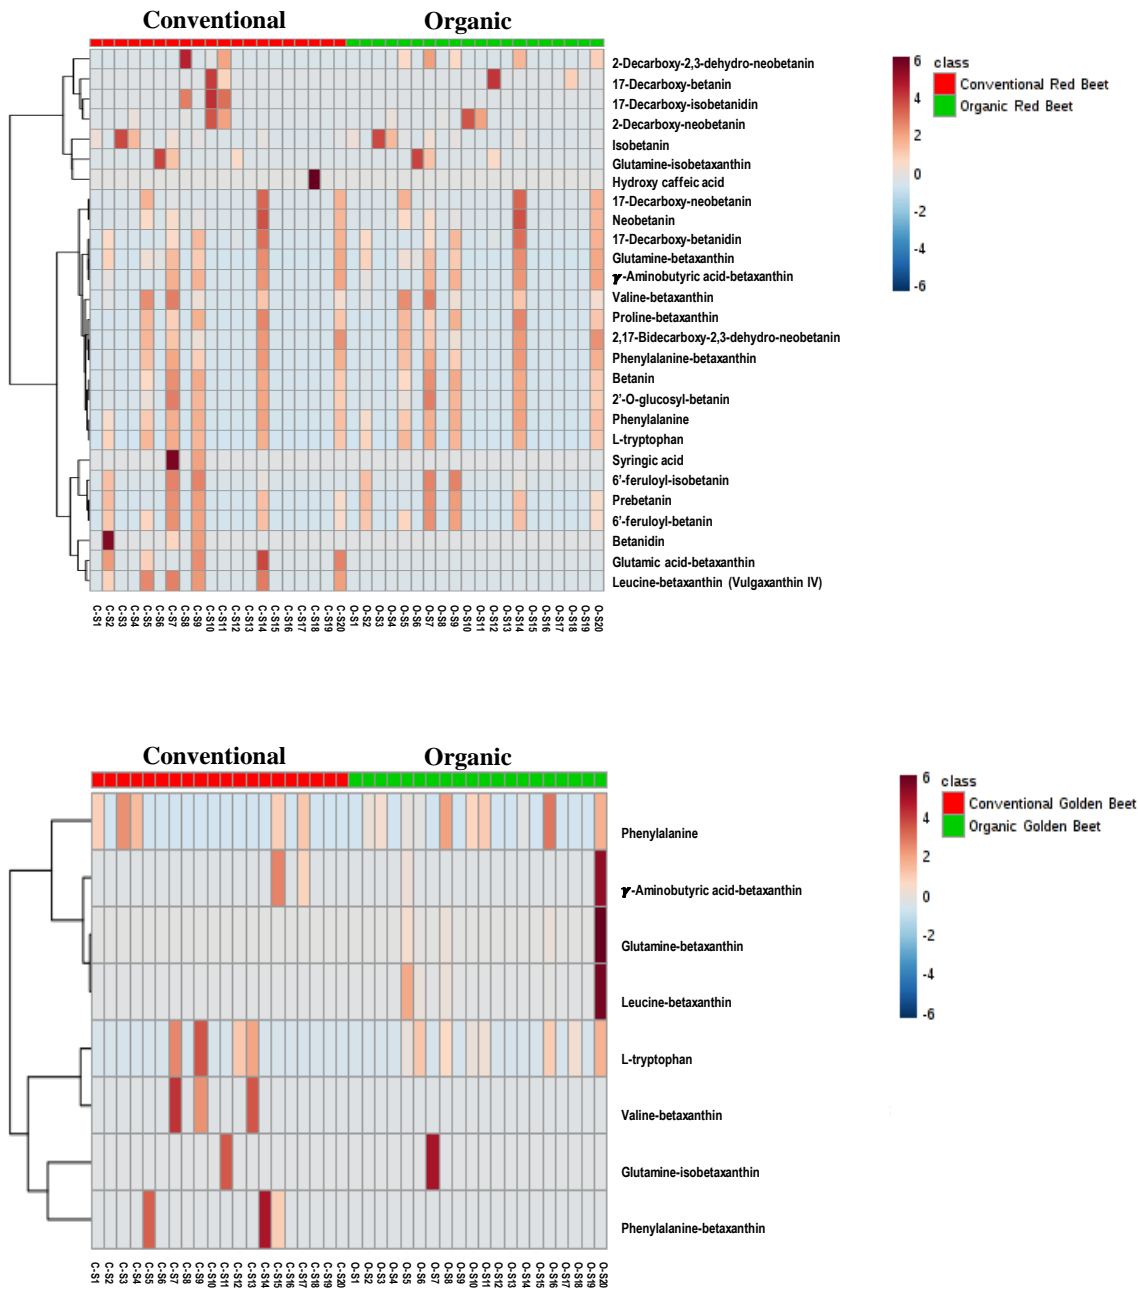 Conventional Organic
2-Decarboxy-2,3-dehydro-neobetanin
17-Decarboxy-betanin
17-Decarboxy-isobetanidin
2-Decarboxy-neobetanin
Isobetanin
Glutamine-isobetaxanthin
Hydroxy caffeic acid
17-Decarboxy-neobetanin
Neobetanin
17-Decarboxy-betanidin
Glutamine-betaxanthin
γ-Aminobutyric acid-betaxanthin
Valine-betaxanthin
Proline-betaxanthin
2,17-Bidecarboxy-2,3-dehydro-neobetanin
Phenylalanine-betaxanthin
Betanin
2'-O-glucosyl-betanin
Phenylalanine
L-tryptophan
Syringic acid
6'-feruloyl-isobetanin
Prebetanin
6'-feruloyl-betanin
Betanidin
Glutamic acid-betaxanthin
Leucine-betaxanthin (Vulgaxanthin IV)
6
4
2
0
-2
-4
-6
class
Conventional Red Beet
Organic Red Beet
C-S1 C-S2 C-S3 C-S4 C-S5 C-S6 C-S7 C-S8 C-S9 C-S10 C-S11 C-S12 C-S13 C-S14 C-S15 C-S16 C-S17 C-S18 C-S19 C-S20 O-S1 O-S2 O-S3 O-S4 O-S5 O-S6 O-S7 O-S8 O-S9 O-S10 O-S11 O-S12 O-S13 O-S14 O-S15 O-S16 O-S17 O-S18 O-S19 O-S20
Conventional Organic
Phenylalanine
γ-Aminobutyric acid-betaxanthin
Glutamine-betaxanthin
Leucine-betaxanthin
L-tryptophan
Valine-betaxanthin
Glutamine-isobetaxanthin
Phenylalanine-betaxanthin
6
4
2
0
-2
-4
-6
class
Conventional Golden Beet
Organic Golden Beet
C-S1 C-S2 C-S3 C-S4 C-S5 C-S6 C-S7 C-S8 C-S9 C-S10 C-S11 C-S12 C-S13 C-S14 C-S15 C-S16 C-S17 C-S18 C-S19 C-S20 O-S1 O-S2 O-S3 O-S4 O-S5 O-S6 O-S7 O-S8 O-S9 O-S10 O-S11 O-S12 O-S13 O-S14 O-S15 O-S16 O-S17 O-S18 O-S19 O-S20